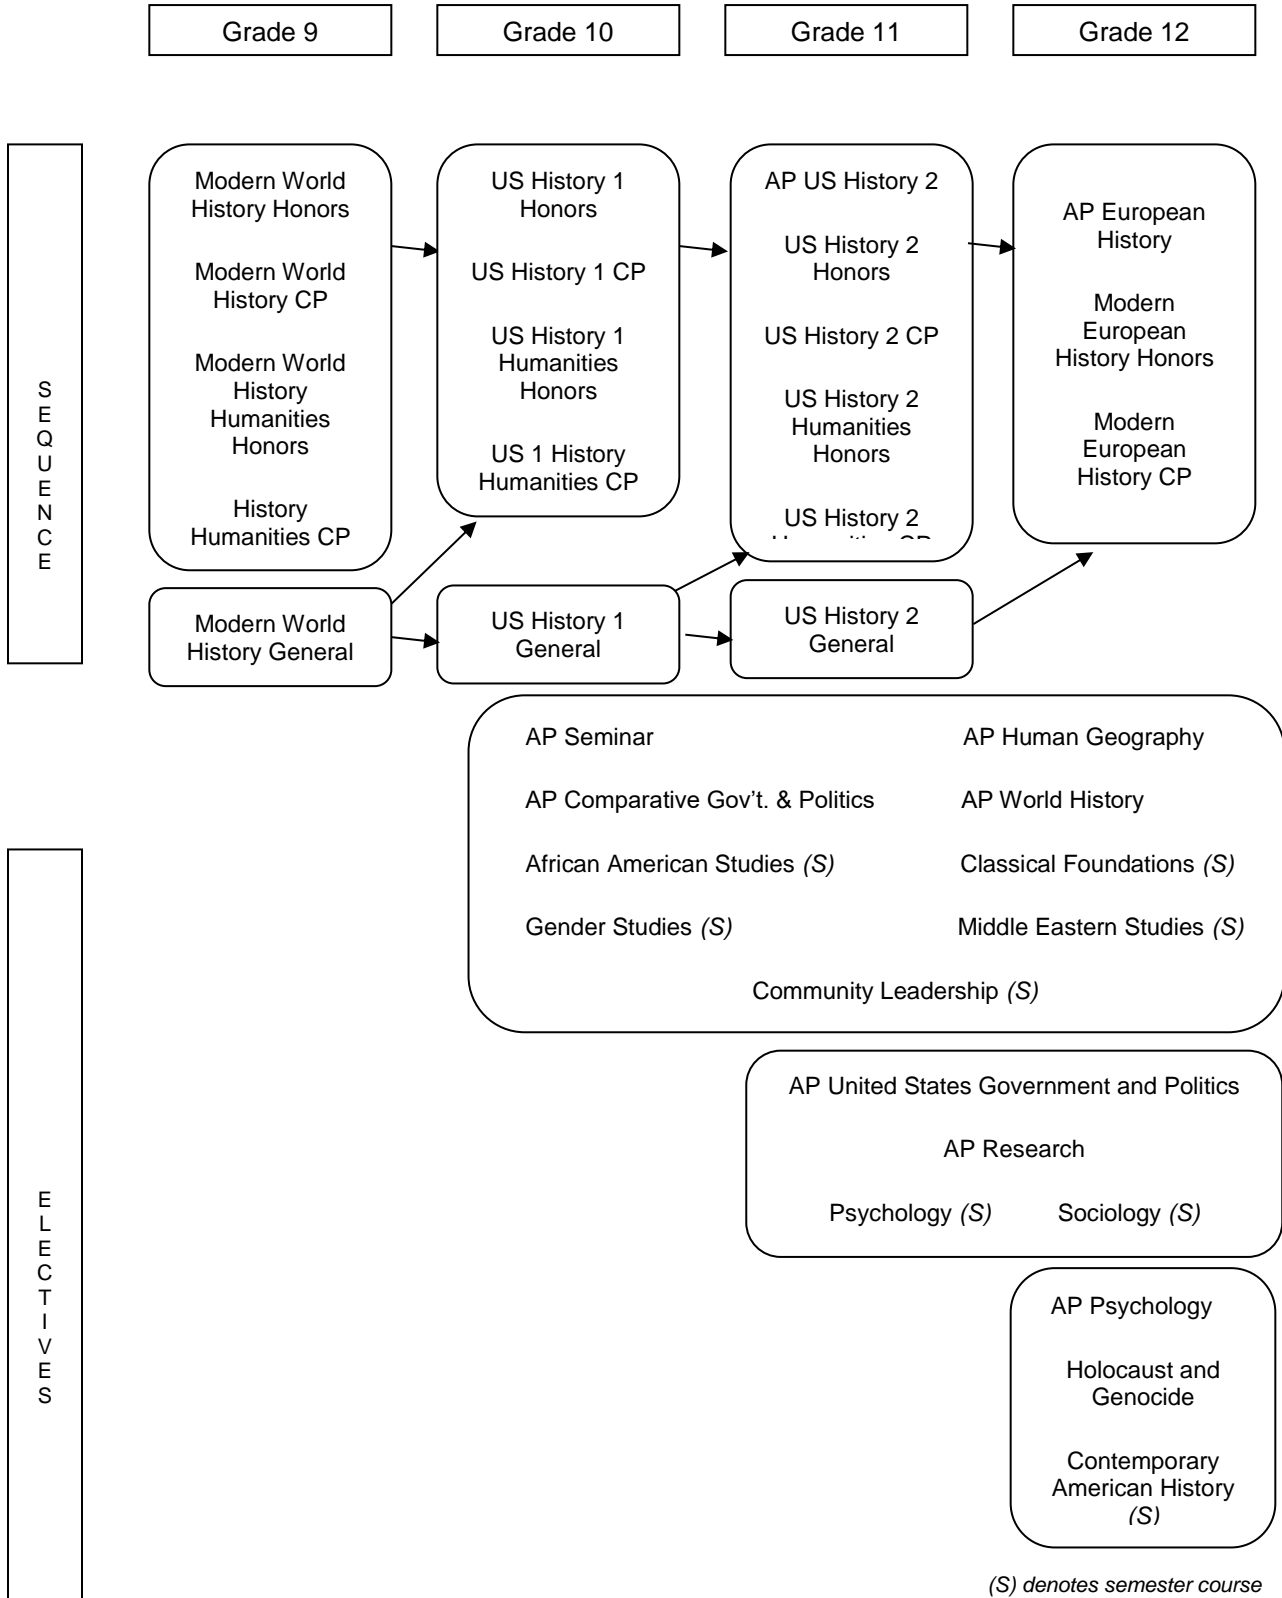 Grade 9
Grade 10
Grade 11
Grade 12
SEQUENCE
Modern World
History Honors
Modern World
History CP
Modern World
History
Humanities
Honors
History
Humanities CP
US History 1
Honors
US History 1 CP
US History 1
Humanities
Honors
US 1 History
Humanities CP
AP US History 2
US History 2
Honors
US History 2 CP
US History 2
Humanities
Honors
US History 2
AP European
History
Modern
European
History Honors
Modern
European
History CP
Modern World
History General
US History 1
General
US History 2
General
ELECTIVES
AP Seminar
AP Human Geography
AP Comparative Gov’t. & Politics
AP World History
African American Studies (S)
Classical Foundations (S)
Gender Studies (S)
Middle Eastern Studies (S)
Community Leadership (S)
AP United States Government and Politics
AP Research
Psychology (S)
Sociology (S)
AP Psychology
Holocaust and
Genocide
Contemporary
American History
(S)
(S) denotes semester course